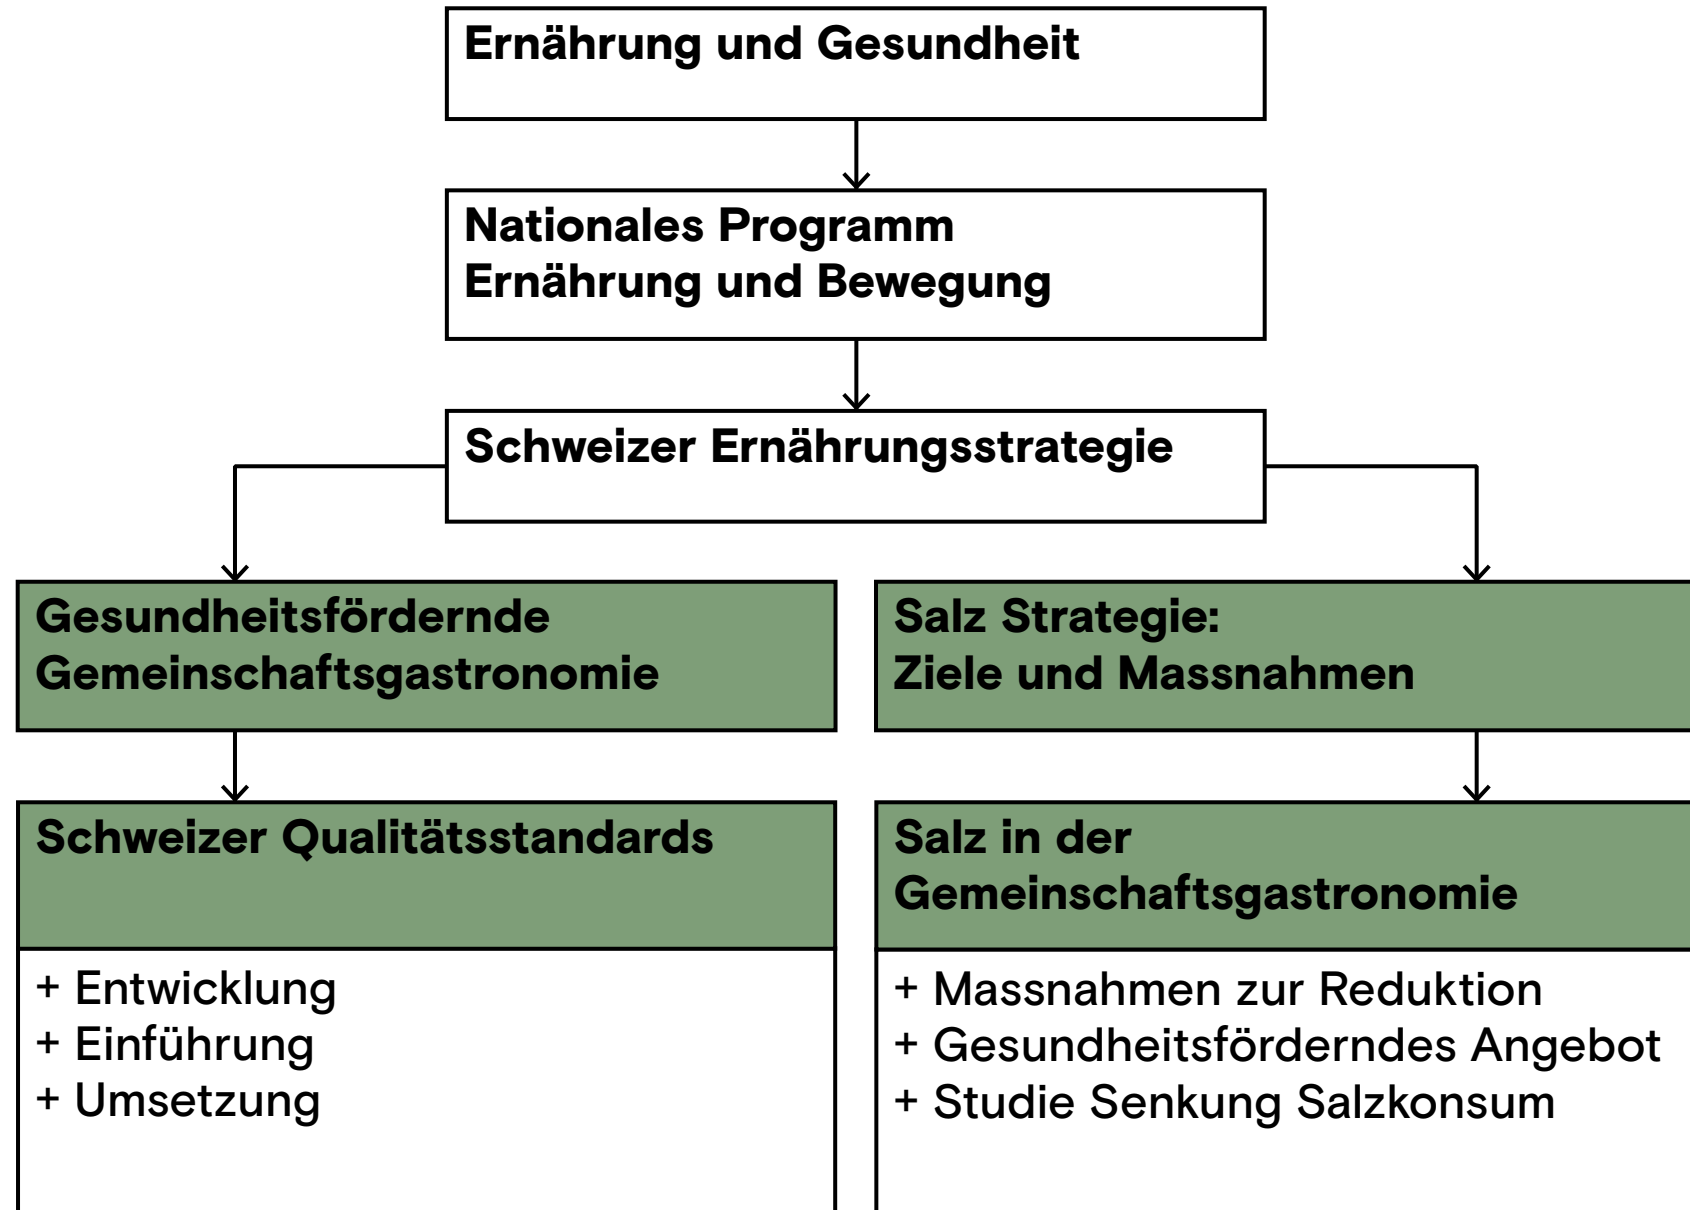 Ernährung und Gesundheit
Nationales Programm
Ernährung und Bewegung
Schweizer Ernährungsstrategie
Gesundheitsfördernde
Gemeinschaftsgastronomie
Salz Strategie:
Ziele und Massnahmen
Schweizer Qualitätsstandards
+ Entwicklung
+ Einführung
+ Umsetzung
Salz in der
Gemeinschaftsgastronomie
+ Massnahmen zur Reduktion
+ Gesundheitsförderndes Angebot
+ Studie Senkung Salzkonsum